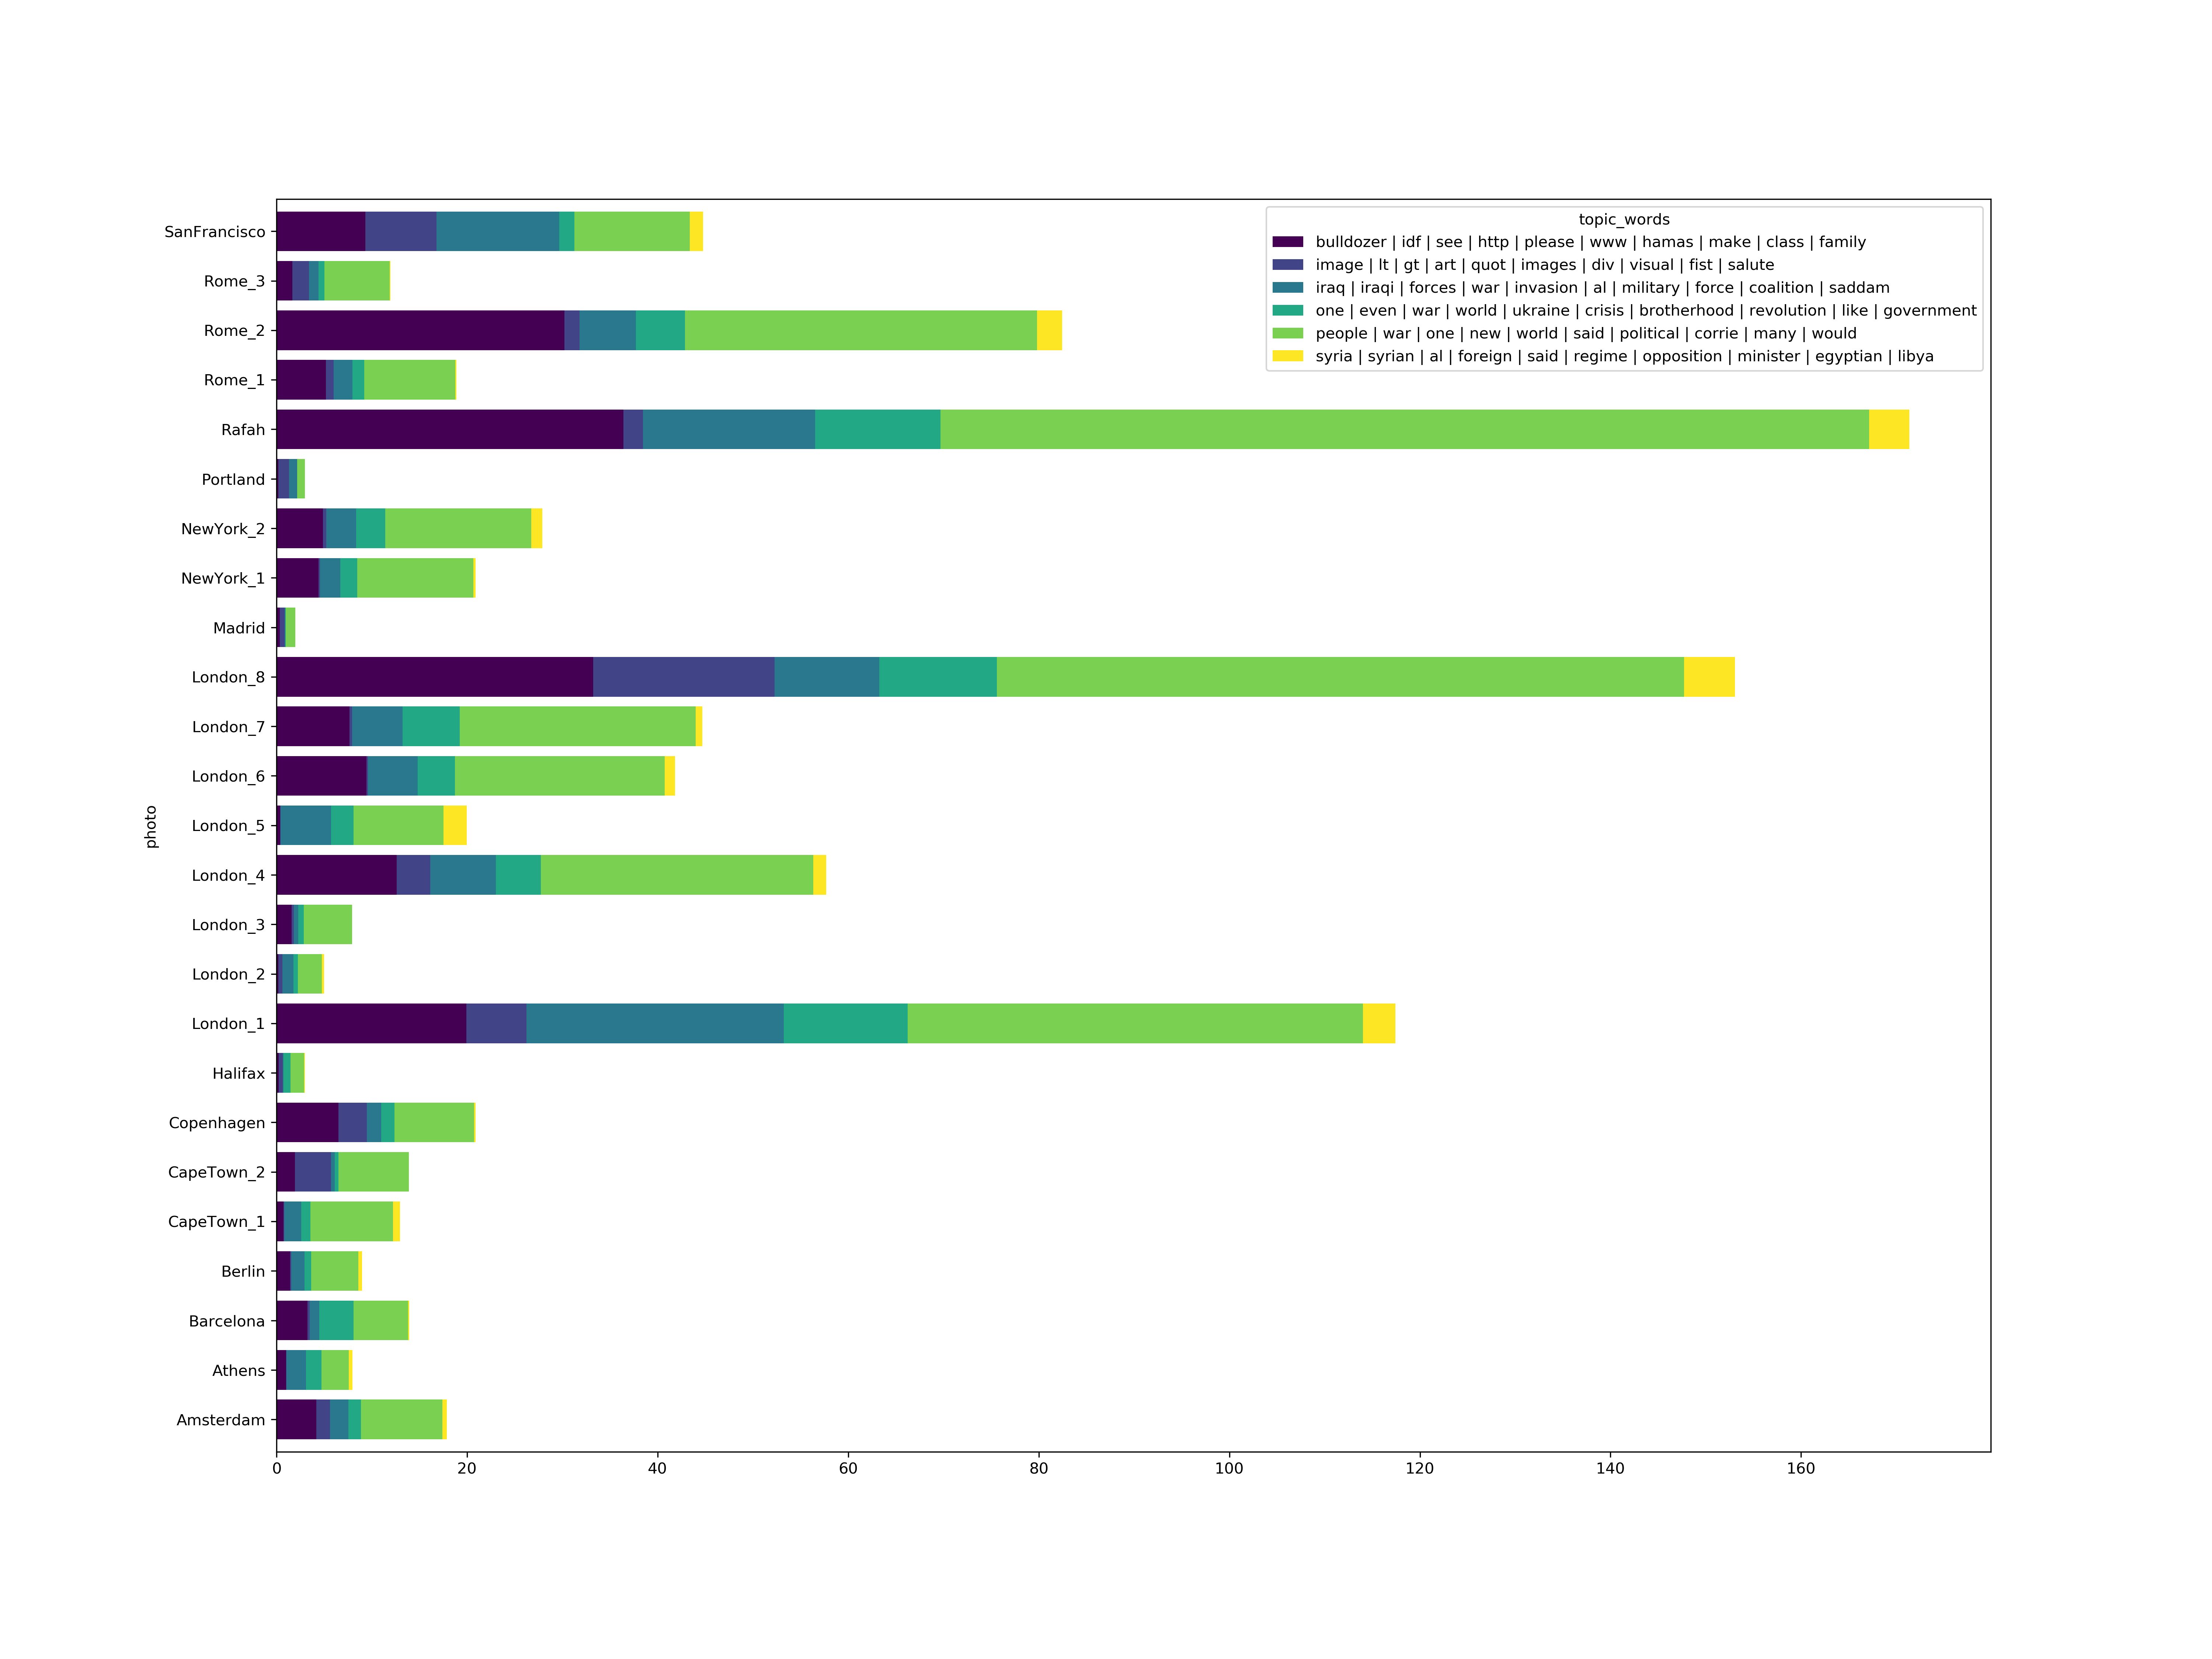 topic_words
bulldozer | idf | see | http | please | www | hamas | make | class | family
image | lt | gt | art | quot | images | div | visual | fist | salute
iraq | iraqi | forces | war | invasion | al | military | force | coalition | saddam
one | even | war | world | ukraine | crisis | brotherhood | revolution | like | government
people | war | one | new | world | said | political | corrie | many | would
syria | syrian | al | foreign | said | regime | opposition | minister | egyptian | libya
photo
SanFrancisco
Rome_3
Rome_2
Rome_1
Rafah
Portland
NewYork_2
NewYork_1
Madrid
London_8
London_7
London_6
London_5
London_4
London_3
London_2
London_1
Halifax
Copenhagen
CapeTown_2
CapeTown_1
Berlin
Barcelona
Athens
Amsterdam
0 20 40 60 80 100 120 140 160